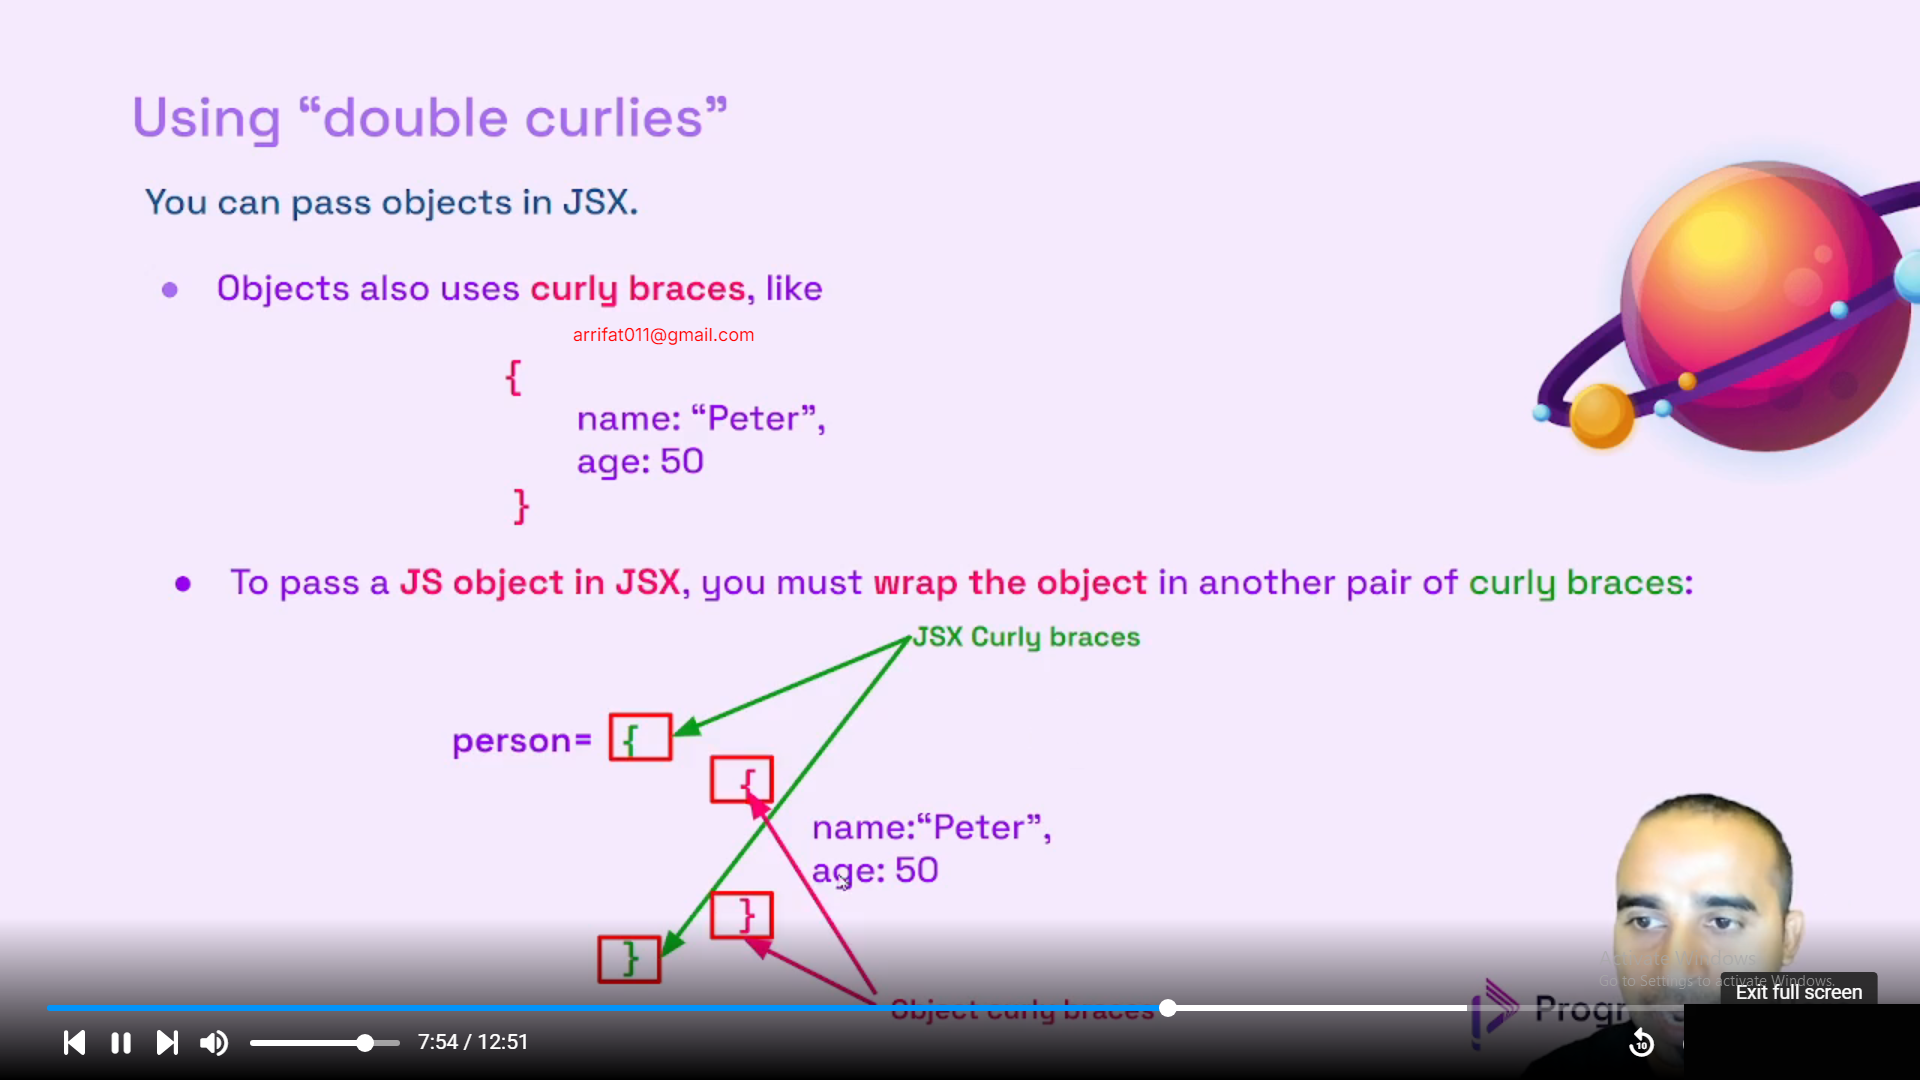 Using “double curlies”
You can pass objects in JSX.
● Objects also uses curly braces, like
arrifat011@gmail.com
{
name: “Peter”,
age: 50
}
● To pass a JS object in JSX, you must wrap the object in another pair of curly braces:
JSX Curly braces
person= {
{
name:“Peter”,
age: 50
}
}
Object curly braces
Activate Windows
Go to Settings to activate Windows.
Exit full screen
7:54 / 12:51
10